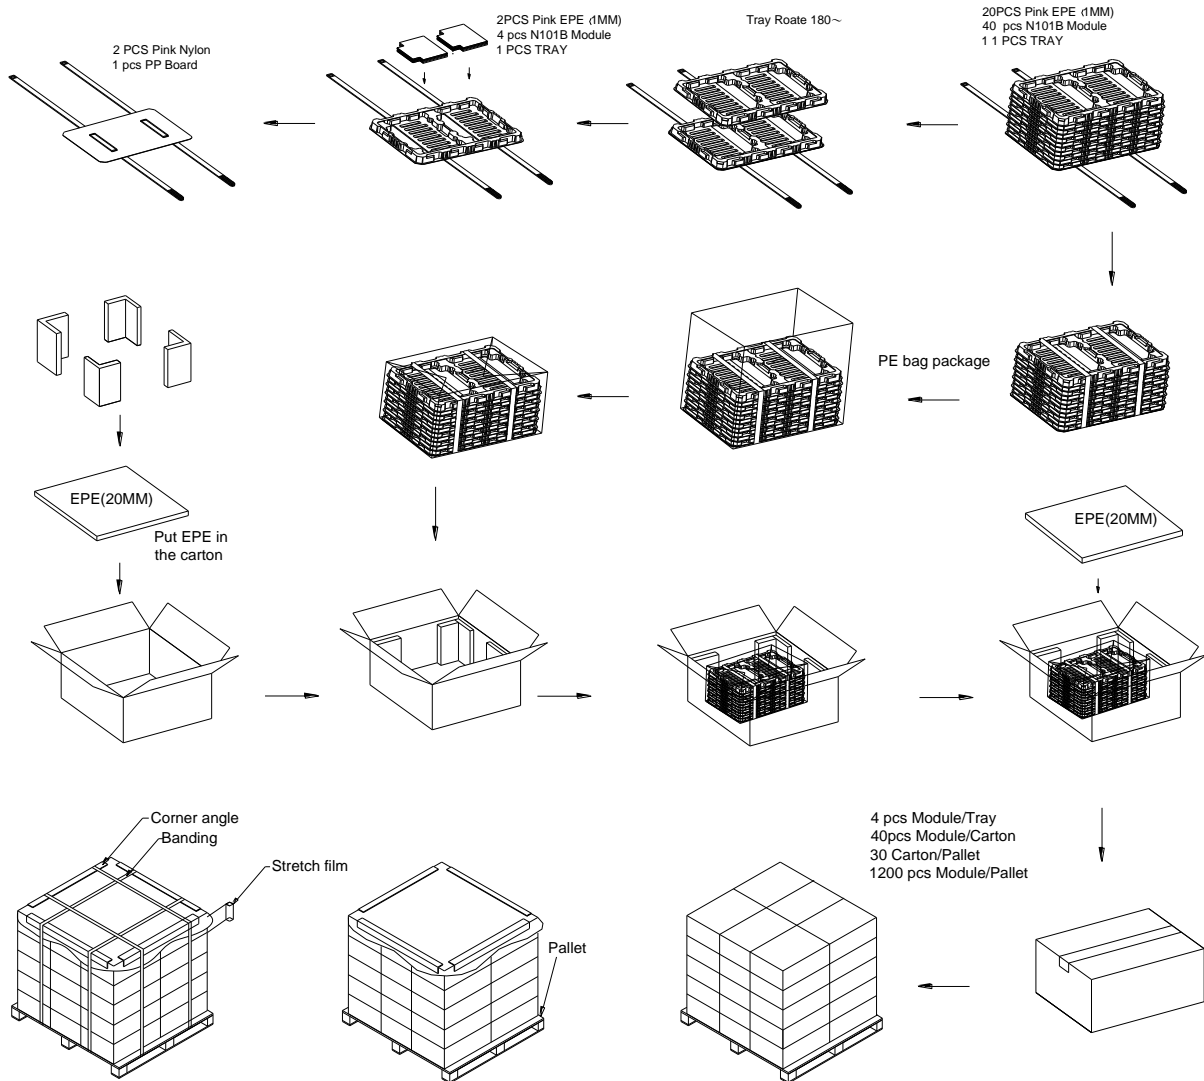 2 PCS Pink Nylon
1 pcs PP Board
2PCS Pink EPE (1MM)
4 pcs N101B Module
1 PCS TRAY
Tray Roate 180～
20PCS Pink EPE (1MM)
40 pcs N101B Module
1 1 PCS TRAY
PE bag package
EPE(20MM)
Put EPE in
the carton
EPE(20MM)
4 pcs Module/Tray
40pcs Module/Carton
30 Carton/Pallet
1200 pcs Module/Pallet
Corner angle
Banding
Stretch film
Pallet